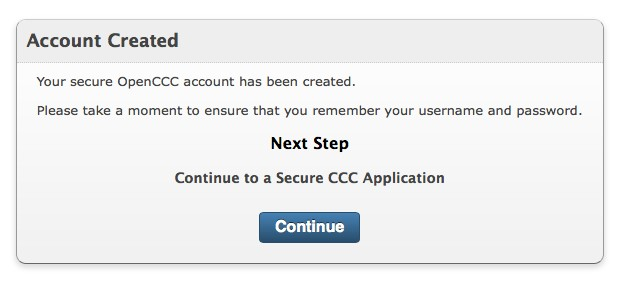 Account Created
Your secure OpenCCC account has been created.
Please take a moment to ensure that you remember your username and password.
Next Step
Continue to a Secure CCC Application
Continue